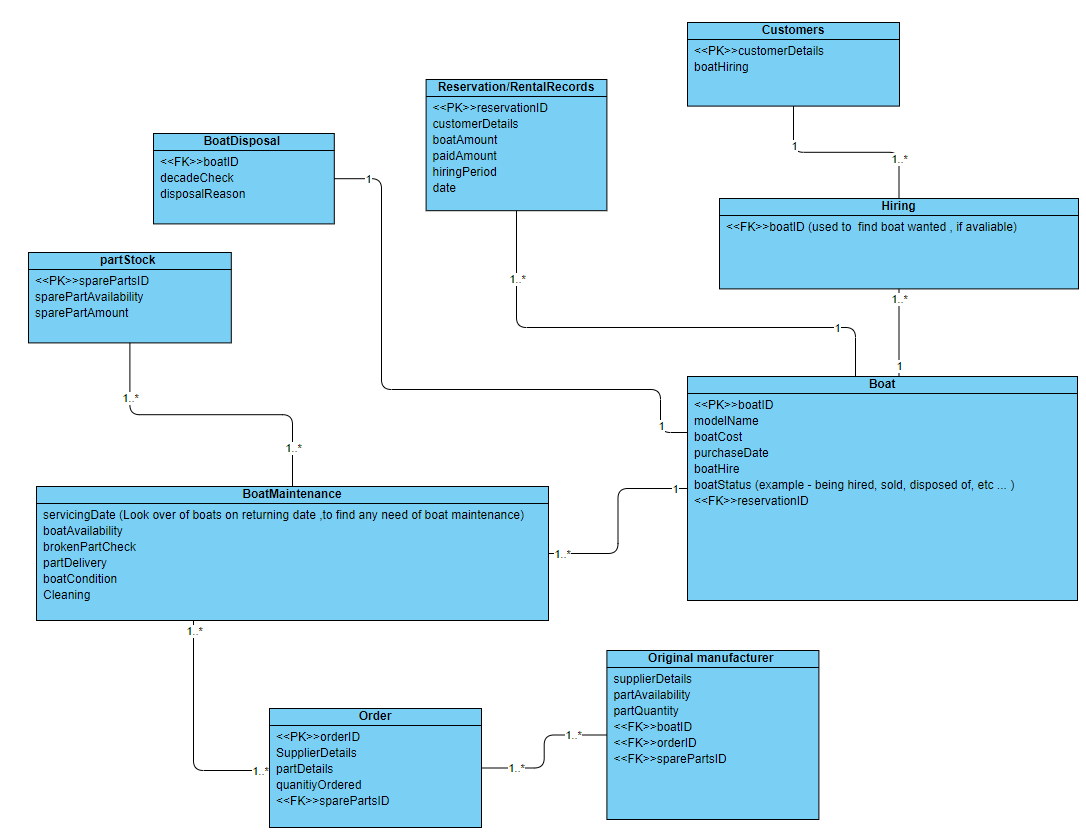 Customers
<<PK>>customerDetails
boatHiring
Reservation/RentalRecords
<<PK>>reservationID
customerDetails
boatAmount
paidAmount
hiringPeriod
date
BoatDisposal
<<FK>>boatID
decadeCheck
disposalReason
1
1
1..*
Hiring
<<FK>>boatID (used to  find boat wanted , if avaliable)
partStock
<<PK>>sparePartsID
sparePartAvailability
sparePartAmount
1..*
1..*
1
1
Boat
<<PK>>boatID
modelName
boatCost
purchaseDate
boatHire
boatStatus (example - being hired, sold, disposed of, etc ... )
<<FK>>reservationID
1..*
1..*
1
1
1..*
BoatMaintenance
servicingDate (Look over of boats on returning date ,to find any need of boat maintenance)
boatAvailability
brokenPartCheck
partDelivery
boatCondition
Cleaning
1..*
1..*
Original manufacturer
supplierDetails
partAvailability
partQuantity
<<FK>>boatID
<<FK>>orderID
<<FK>>sparePartsID
Order
<<PK>>orderID
SupplierDetails
partDetails
quanitiyOrdered
<<FK>>sparePartsID
1..*
1..*